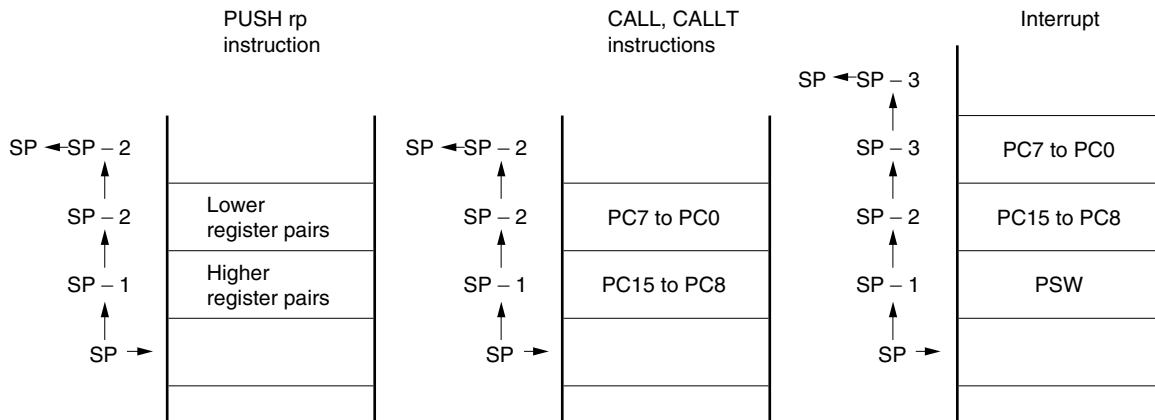 PUSH rp
instruction
SP ← SP – 2
SP – 2
SP – 1
SP
Lower
register pairs
Higher
register pairs
CALL, CALLT
instructions
SP ← SP – 2
SP – 2
SP – 1
SP
PC7 to PC0
PC15 to PC8
Interrupt
SP ← SP – 3
SP – 3
SP – 2
SP – 1
SP
PC7 to PC0
PC15 to PC8
PSW